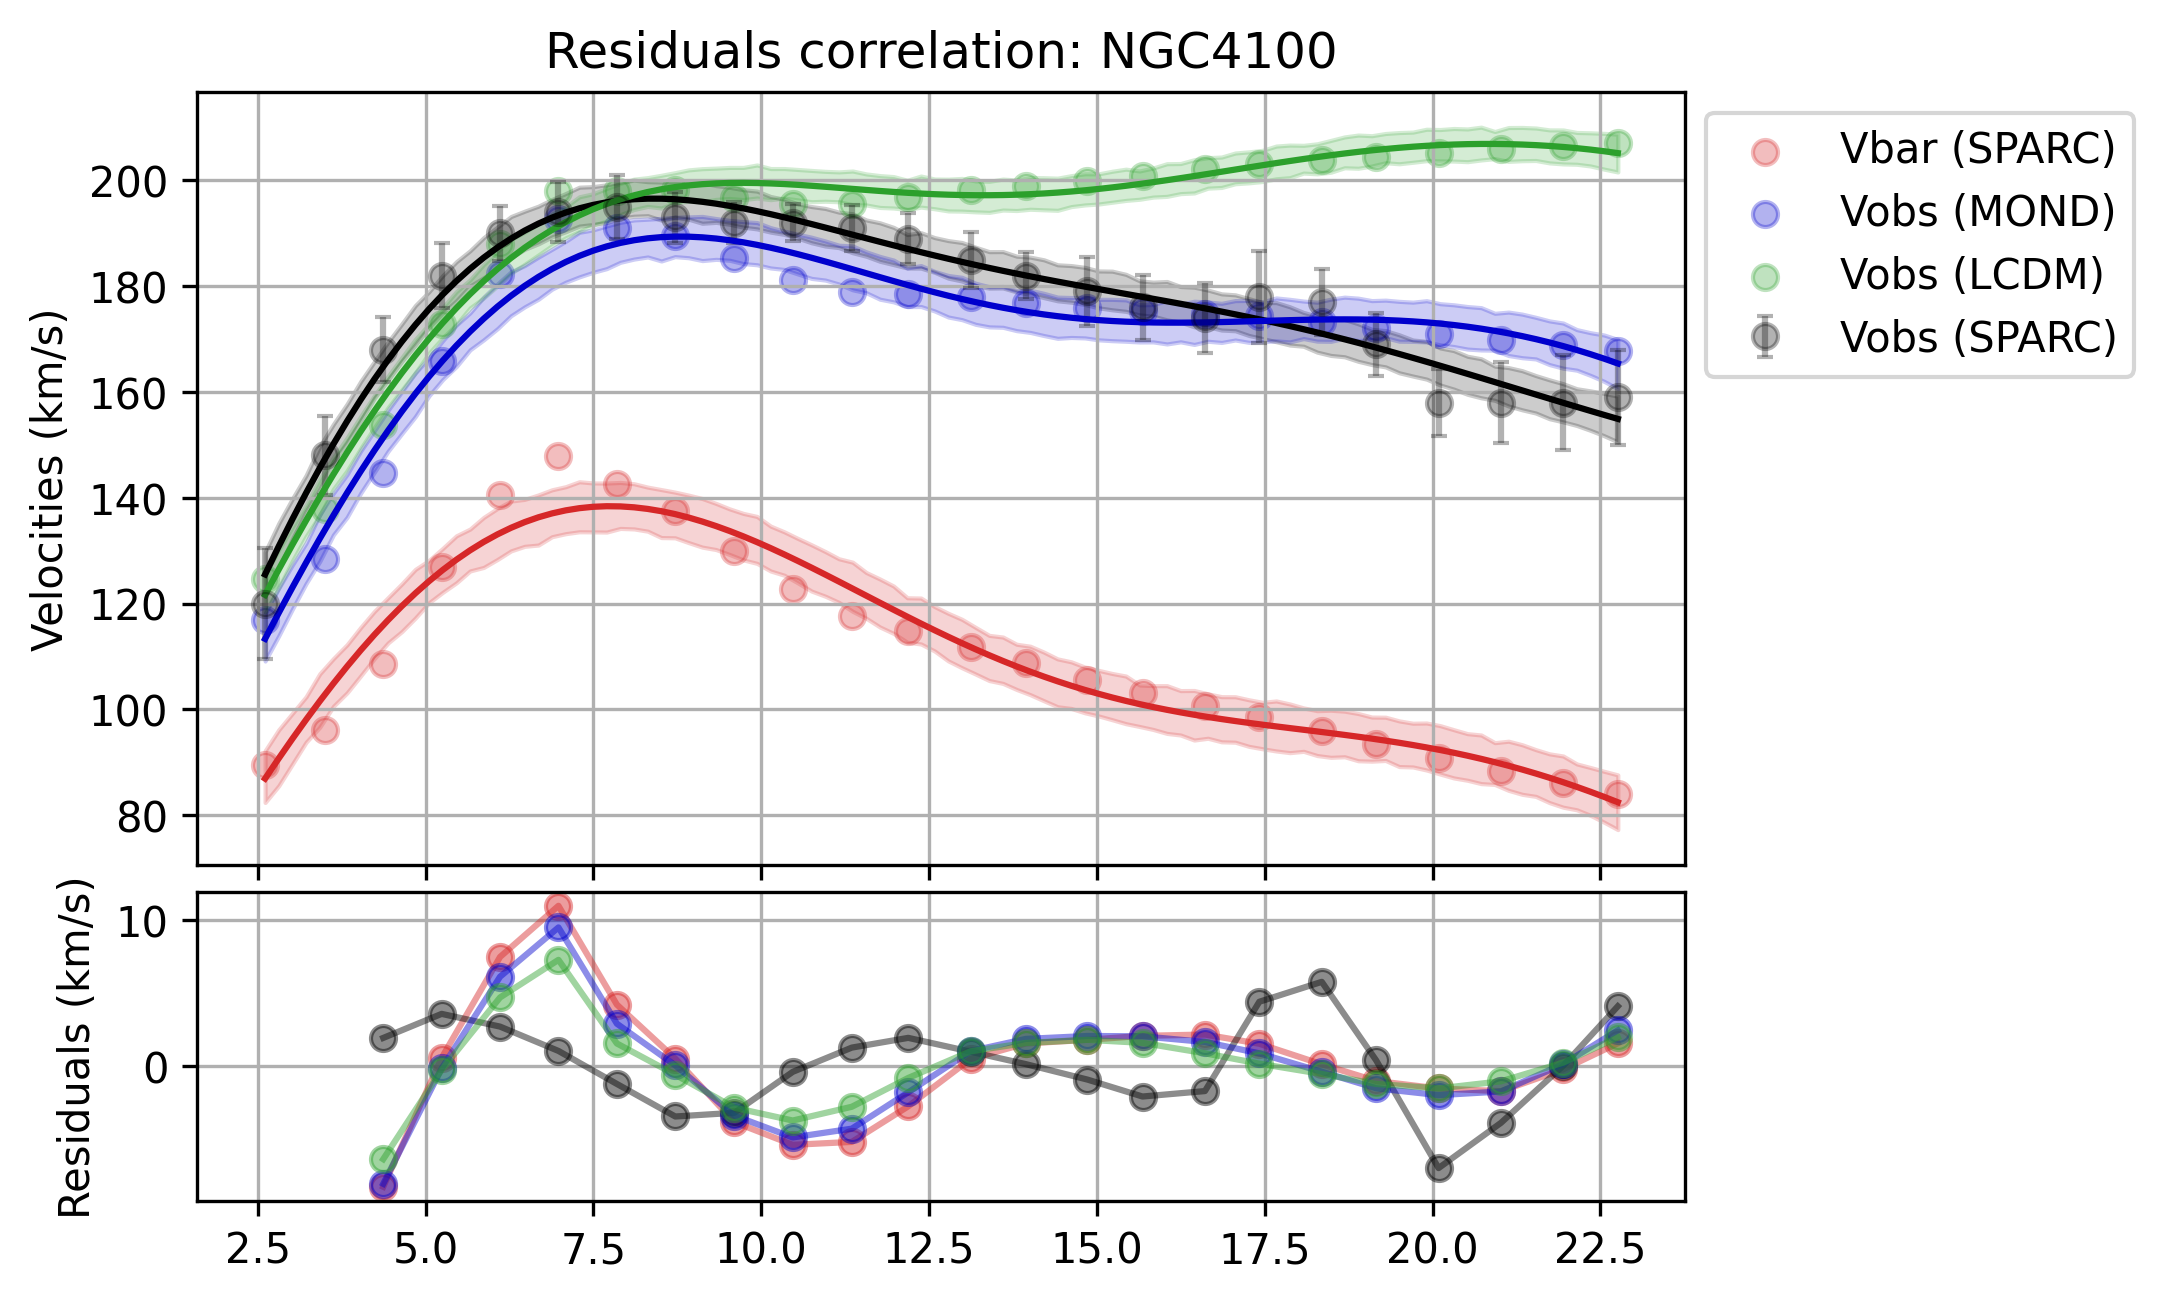 Residuals correlation: NGC4100
Velocities (km/s)
200
180
160
140
120
100
80
Vbar (SPARC)
Vobs (MOND)
Vobs (LCDM)
Vobs (SPARC)
Residuals (km/s)
10
0
2.5 5.0 7.5 10.0 12.5 15.0 17.5 20.0 22.5